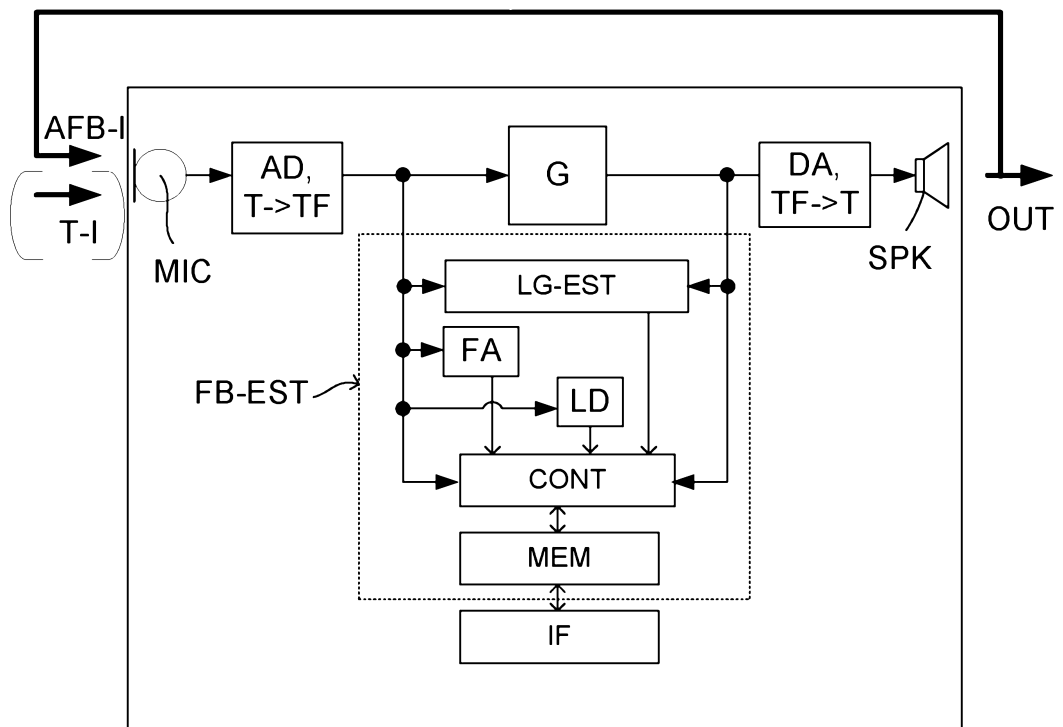 AFB-I
T-I
MIC
AD,
T->TF
G
DA,
TF->T
SPK
OUT
LG-EST
FA
FB-EST
LD
CONT
MEM
IF